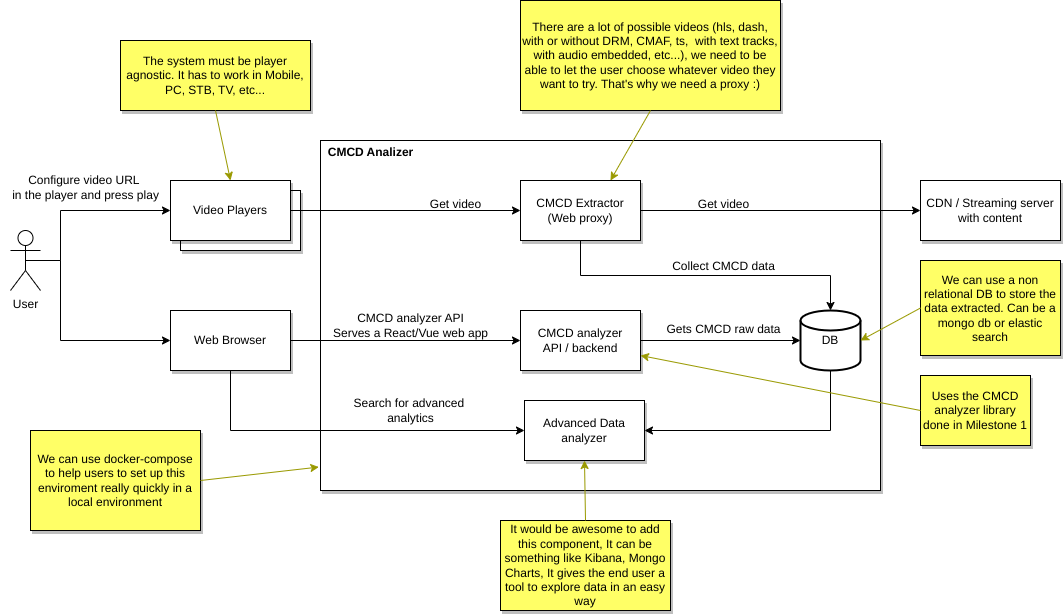 There are a lot of possible videos (hls, dash,
with or without DRM, CMAF, ts,  with text tracks,
with audio embedded, etc...), we need to be
able to let the user choose whatever video they
want to try. That's why we need a proxy :)
The system must be player
agnostic. It has to work in Mobile,
PC, STB, TV, etc...
CMCD Analizer
Configure video URL
in the player and press play
Video Players
Get video
CMCD Extractor
(Web proxy)
Get video
CDN / Streaming server
with content
User
Collect CMCD data
We can use a non
relational DB to store the
data extracted. Can be a
mongo db or elastic
search
Web Browser
CMCD analyzer API
Serves a React/Vue web app
CMCD analyzer
API / backend
Gets CMCD raw data
DB
Uses the CMCD
analyzer library
done in Milestone 1
Search for advanced
analytics
Advanced Data
analyzer
We can use docker-compose
to help users to set up this
enviroment really quickly in a
local environment
It would be awesome to add
this component, It can be
something like Kibana, Mongo
Charts, It gives the end user a
tool to explore data in an easy
way